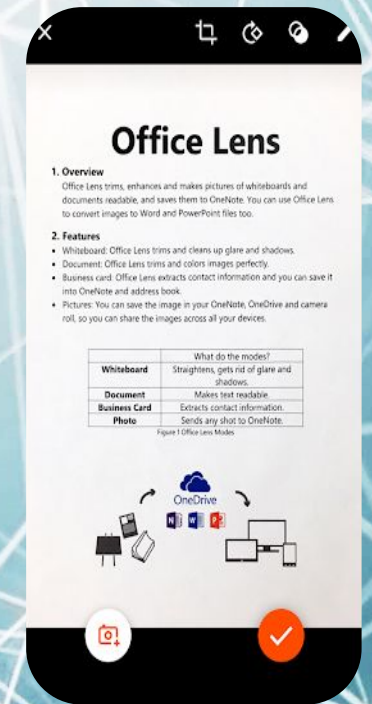 Office Lens
1. Overview
Office Lens trims, enhances and makes pictures of whiteboards and
documents readable, and saves them to OneNote. You can use Office Lens
to convert images to Word and PowerPoint files too.
2. Features
• Whiteboard: Office Lens trims and cleans up glare and shadows.
• Document: Office Lens trims and colors images perfectly.
• Business card: Office Lens extracts contact information and you can save it
into OneNote and address book.
• Pictures: You can save the image in your OneNote, OneDrive and camera
roll, so you can share the images across all your devices.
What do the modes?
Whiteboard Straightens, gets rid of glare and
shadows.
Document Makes text readable.
Business Card Extracts contact information.
Photo Sends any shot to OneNote.
Figure 1 Office Lens Modes
OneDrive
N W P